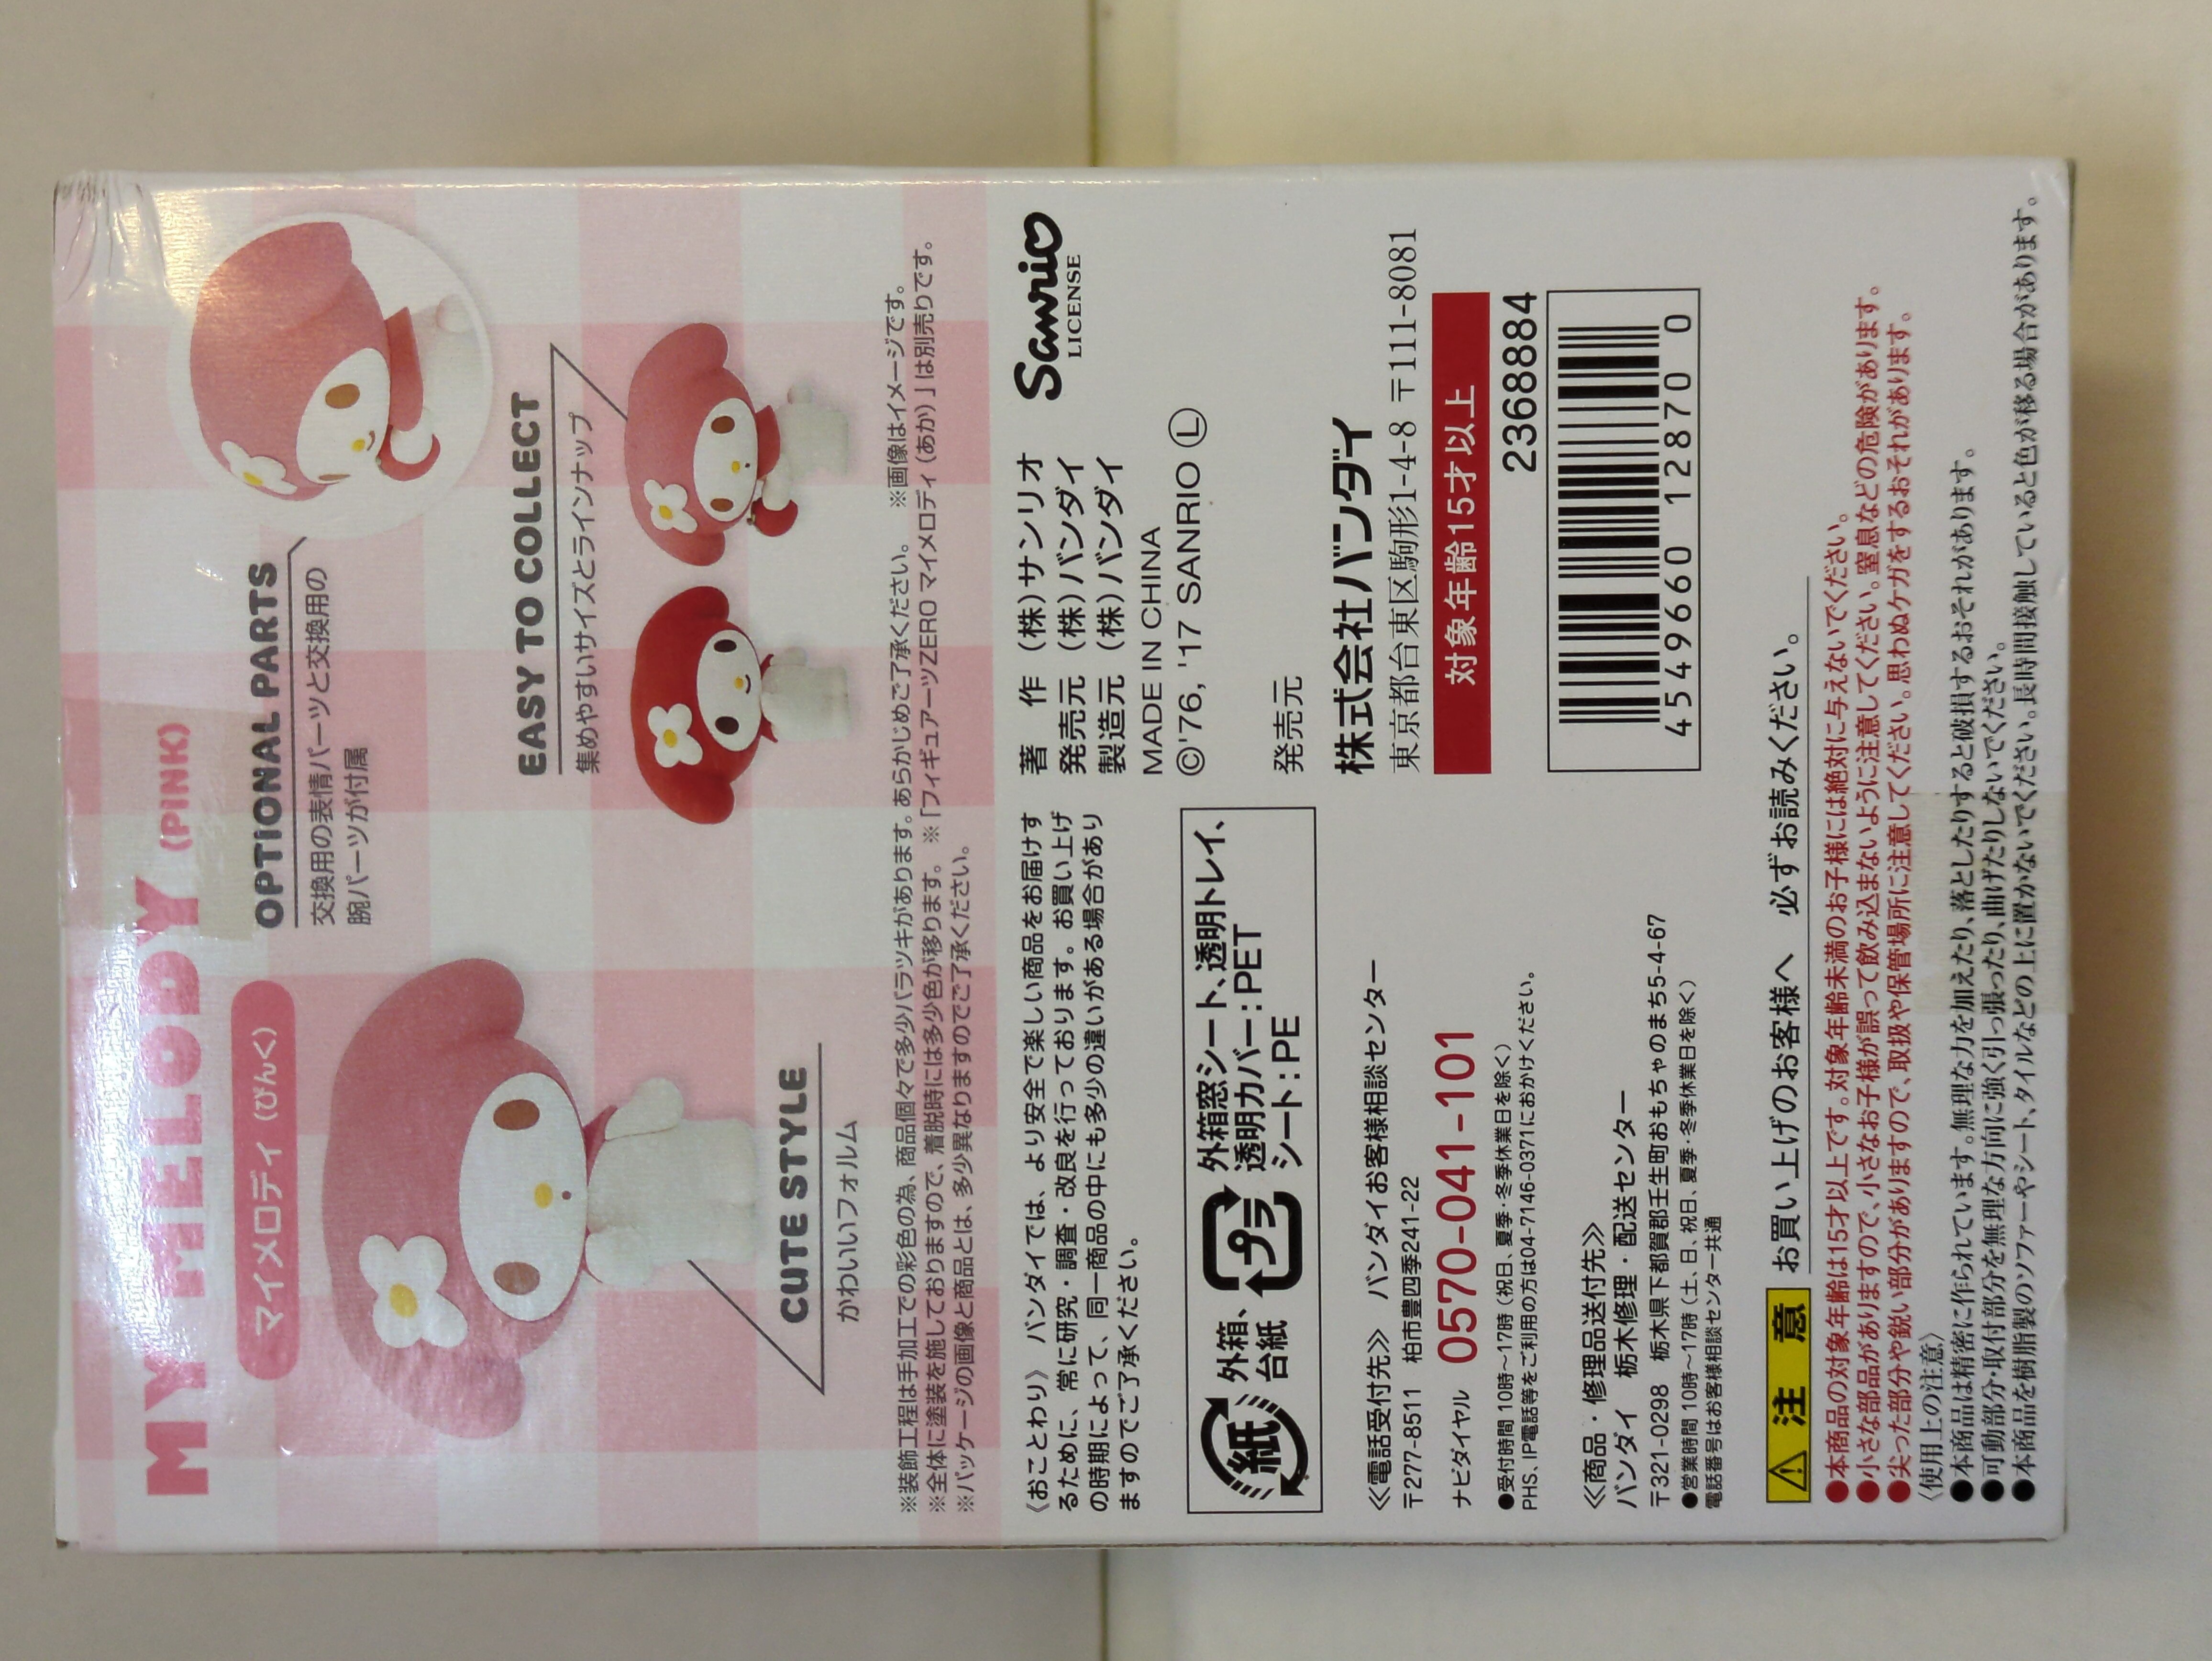 MY MELODY (PINK)
マイメロディ (ぴんく)
OPTIONAL PARTS
交換用の表情パーツと交換用の
腕パーツが付属
EASY TO COLLECT
集めやすいサイズとラインナップ
CUTE STYLE
かわいいフォルム
※装飾工程は手加工での彩色の為、商品個々で多少バラツキがあります。あらかじめご了承ください。 ※画像はイメージです。
※全体に塗装を施しておりますので、着脱時には多少色が移ります。 ※「フィギュアーツZERO マイメロディ(あか)」は別売りです。
※パッケージの画像と商品とは、多少異なりますのでご了承ください。
《おことわり》 バンダイでは、より安全で楽しい商品をお届けす
るために、常に研究・調査・改良を行っております。お買い上げ
の時期によって、同一商品の中にも多少の違いがある場合があり
ますのでご了承ください。
紙 外箱、台紙
プラ 外箱窓シート、透明トレイ、
透明カバー:PET
シート:PE
≪電話受付先≫ バンダイお客様相談センター
〒277-8511 柏市豊四季241-22
ナビダイヤル 0570-041-101
●受付時間 10時～17時 (祝日、夏季・冬季休業日を除く)
PHS、IP電話等をご利用の方は04-7146-0371におかけください。
≪商品・修理品送付先≫
バンダイ 栃木修理・配送センター
〒321-0298 栃木県下都賀郡壬生町おもちゃのまち5-4-67
●営業時間 10時～17時 (土、日、祝日、夏季・冬季休業日を除く)
電話番号はお客様相談センター共通
著 作 (株)サンリオ
発売元 (株)バンダイ
製造元 (株)バンダイ
MADE IN CHINA
©'76, '17 SANRIO Ⓛ
Sanrio
LICENSE
発売元
株式会社バンダイ
東京都台東区駒形1-4-8 〒111-8081
対象年齢15才以上
2368884
4 549660 128700
注 意 お買い上げのお客様へ 必ずお読みください。
●本商品の対象年齢は15才以上です。対象年齢未満のお子様には絶対に与えないでください。
●小さな部品がありますので、小さなお子様が誤って飲み込まないように注意してください。窒息などの危険があります。
●尖った部分や鋭い部分がありますので、取扱や保管場所に注意してください。思わぬケガをするおそれがあります。
〈使用上の注意〉
●本商品は精密に作られています。無理な力を加えたり、落としたりすると破損するおそれがあります。
●可動部分・取付部分を無理な方向に強く引っ張ったり、曲げたりしないでください。
●本商品を樹脂製のソファーやシート、タイルなどの上に置かないでください。長時間接触していると色が移る場合があります。